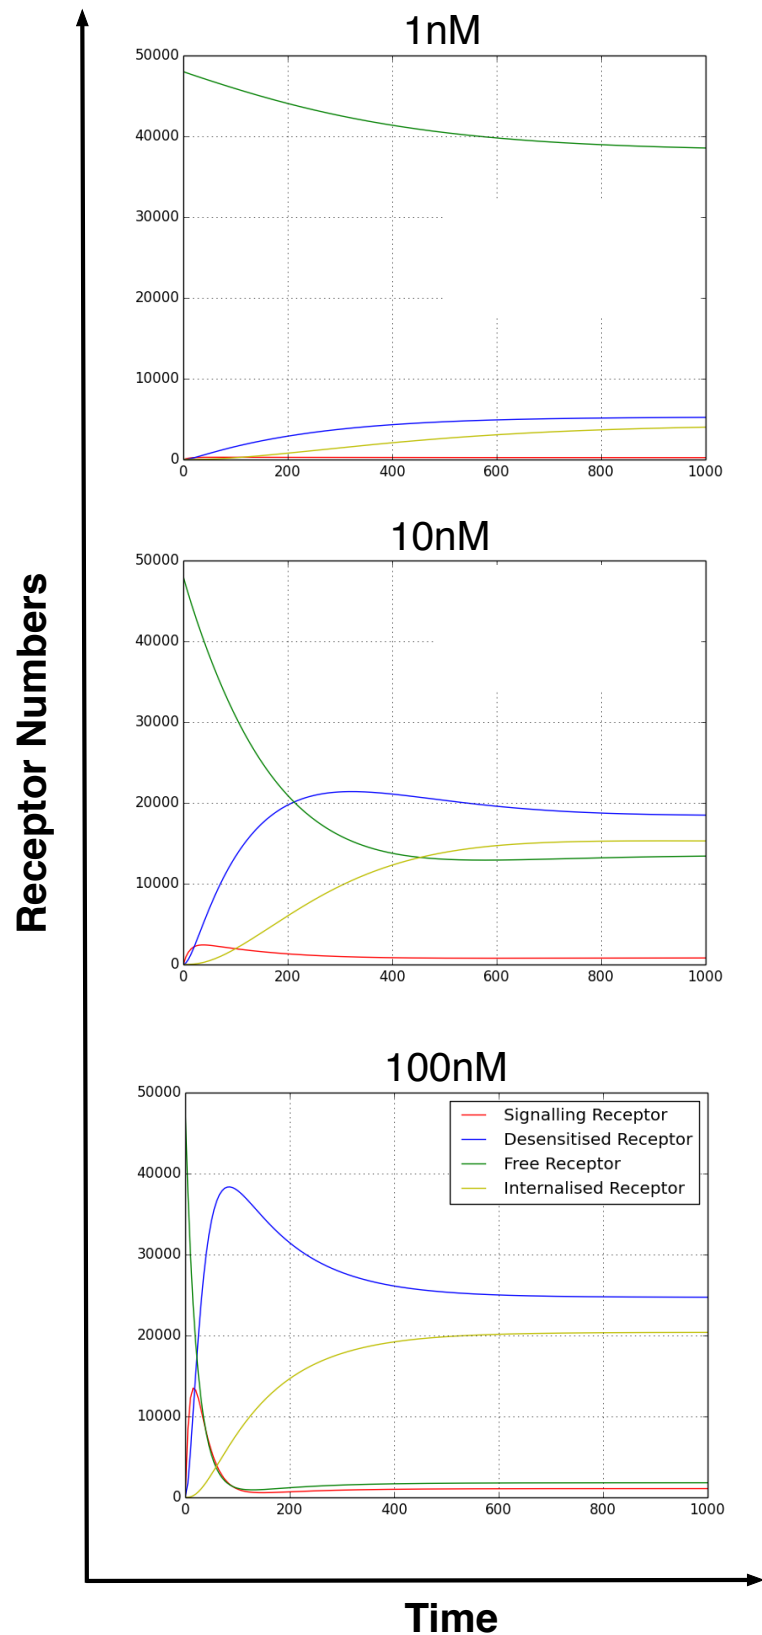 1nM
50000
40000
30000
20000
10000
0
0 200 400 600 800 1000
10nM
50000
40000
30000
20000
10000
0
0 200 400 600 800 1000
Receptor Numbers
100nM
50000
40000
30000
20000
10000
0
0 200 400 600 800 1000
Signalling Receptor
Desensitised Receptor
Free Receptor
Internalised Receptor
Time